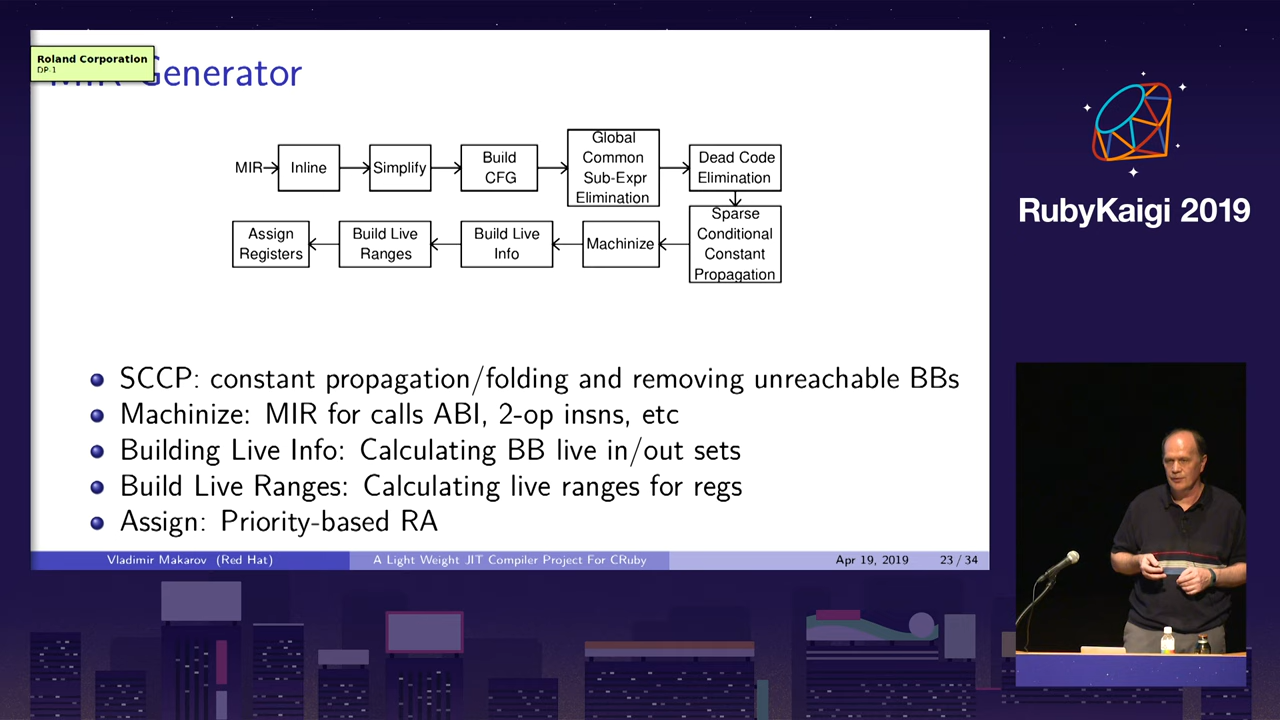 Roland Corporation
DP-1
MIR Generator
MIR
Inline
Simplify
Build
CFG
Global
Common
Sub-Expr
Elimination
Dead Code
Elimination
Sparse
Conditional
Constant
Propagation
Machinize
Build Live
Info
Build Live
Ranges
Assign
Registers
SCCP: constant propagation/folding and removing unreachable BBs
Machinize: MIR for calls ABI, 2-op insns, etc
Building Live Info: Calculating BB live in/out sets
Build Live Ranges: Calculating live ranges for regs
Assign: Priority-based RA
Vladimir Makarov (Red Hat)
A Light Weight JIT Compiler Project For CRuby
Apr 19, 2019
23 / 34
RubyKaigi 2019